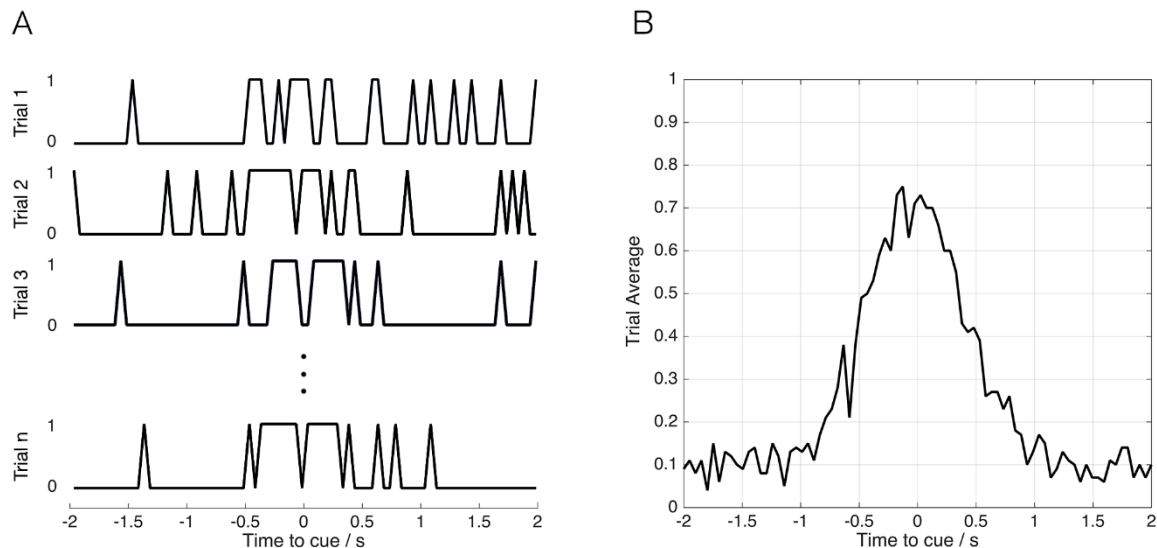 A
B
Trial 1
1
0
Trial 2
1
0
Trial 3
1
0
Trial n
1
0
-2 -1.5 -1 -0.5 0 0.5 1 1.5 2
Time to cue / s
Trial Average
1
0.9
0.8
0.7
0.6
0.5
0.4
0.3
0.2
0.1
0
-2 -1.5 -1 -0.5 0 0.5 1 1.5 2
Time to cue / s